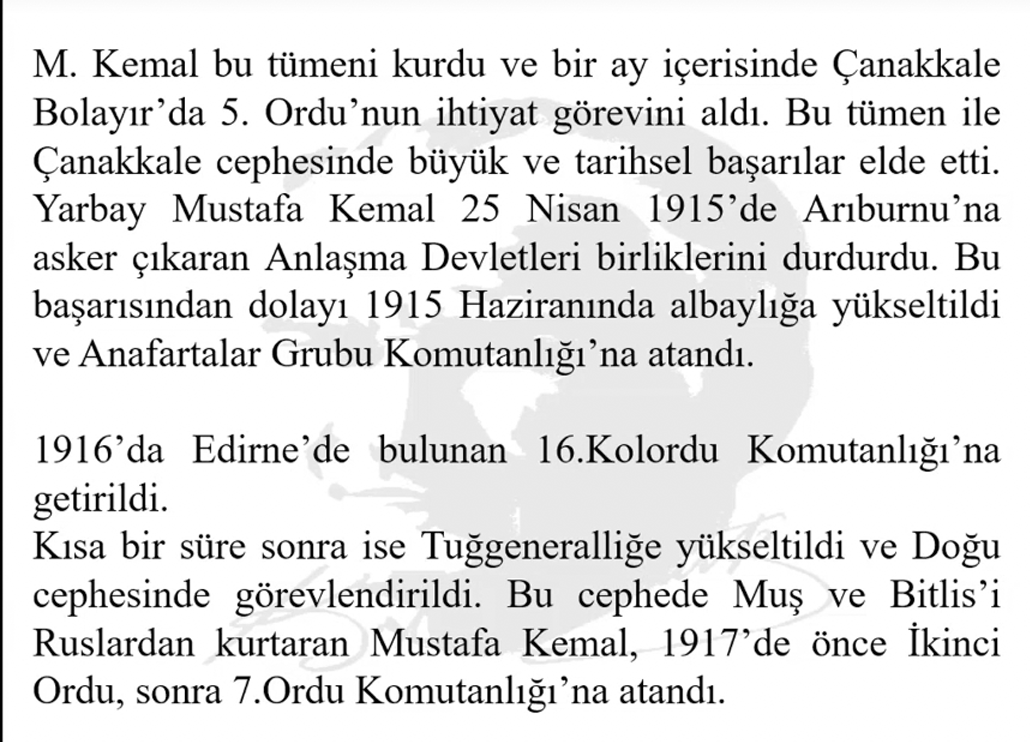 M. Kemal bu tümeni kurdu ve bir ay içerisinde Çanakkale
Bolayır’da 5. Ordu’nun ihtiyat görevini aldı. Bu tümen ile
Çanakkale cephesinde büyük ve tarihsel başarılar elde etti.
Yarbay Mustafa Kemal 25 Nisan 1915’de Arıburnu’na
asker çıkaran Anlaşma Devletleri birliklerini durdurdu. Bu
başarısından dolayı 1915 Haziranında albaylığa yükseltildi
ve Anafartalar Grubu Komutanlığı’na atandı.
1916’da Edirne’de bulunan 16.Kolordu Komutanlığı’na
getirildi.
Kısa bir süre sonra ise Tuğgeneralliğe yükseltildi ve Doğu
cephesinde görevlendirildi. Bu cephede Muş ve Bitlis’i
Ruslardan kurtaran Mustafa Kemal, 1917’de önce İkinci
Ordu, sonra 7.Ordu Komutanlığı’na atandı.